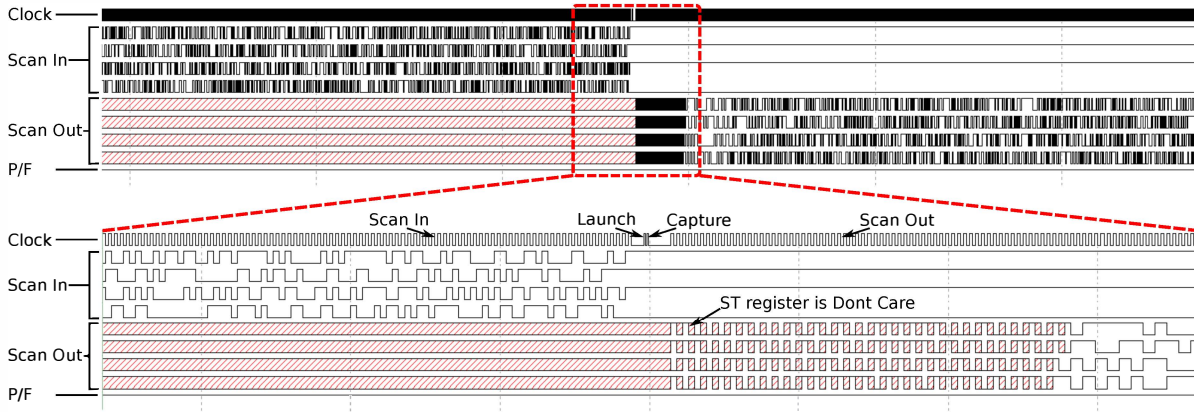 Clock
Scan In
Scan Out
P/F
Scan In
Launch
Capture
Scan Out
Clock
Scan In
ST register is Dont Care
Scan Out
P/F